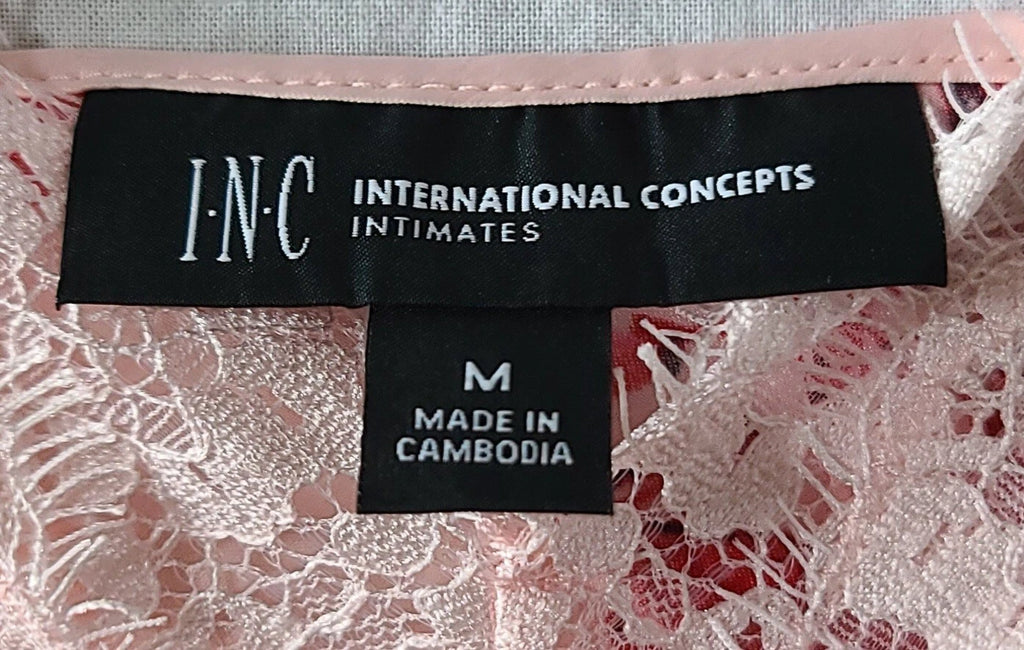 I·N·C INTERNATIONAL CONCEPTS
INTIMATES
M
MADE IN
CAMBODIA